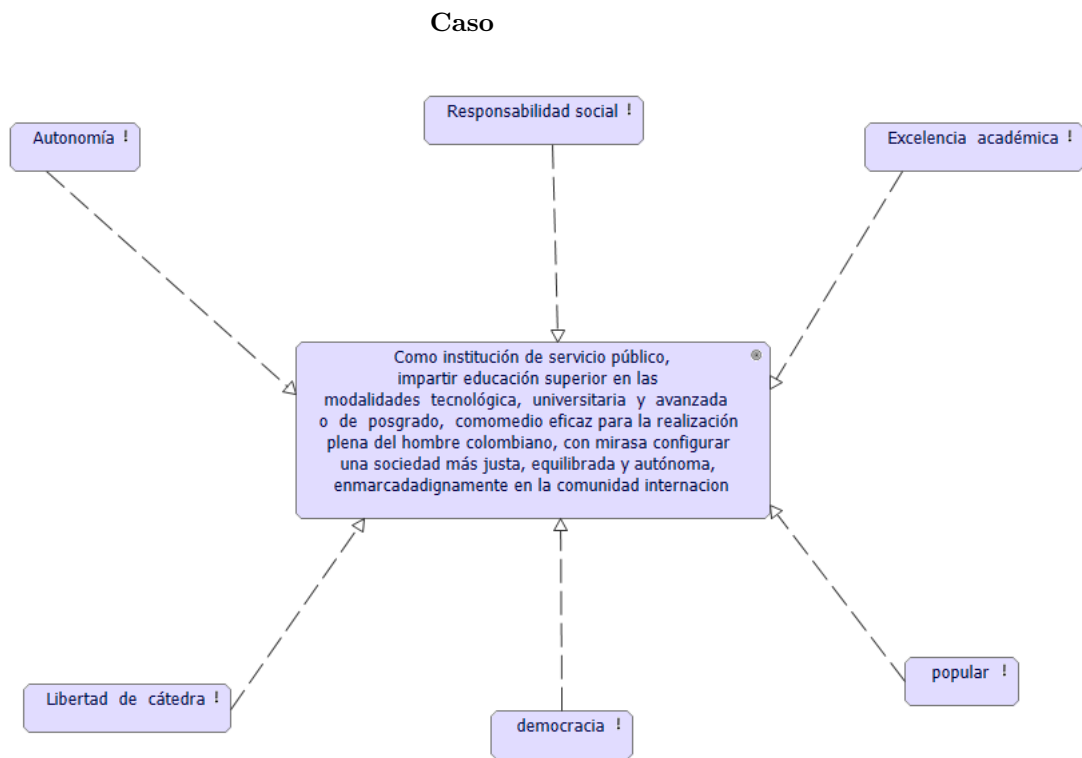 Caso
Responsabilidad social !
Autonomía !
Excelencia académica !
Como institución de servicio público,
impartir educación superior en las
modalidades tecnológica, universitaria y avanzada
o de posgrado, comomedio eficaz para la realización
plena del hombre colombiano, con mirasa configurar
una sociedad más justa, equilibrada y autónoma,
enmarcadadignamente en la comunidad internacion
popular !
Libertad de cátedra !
democracia !